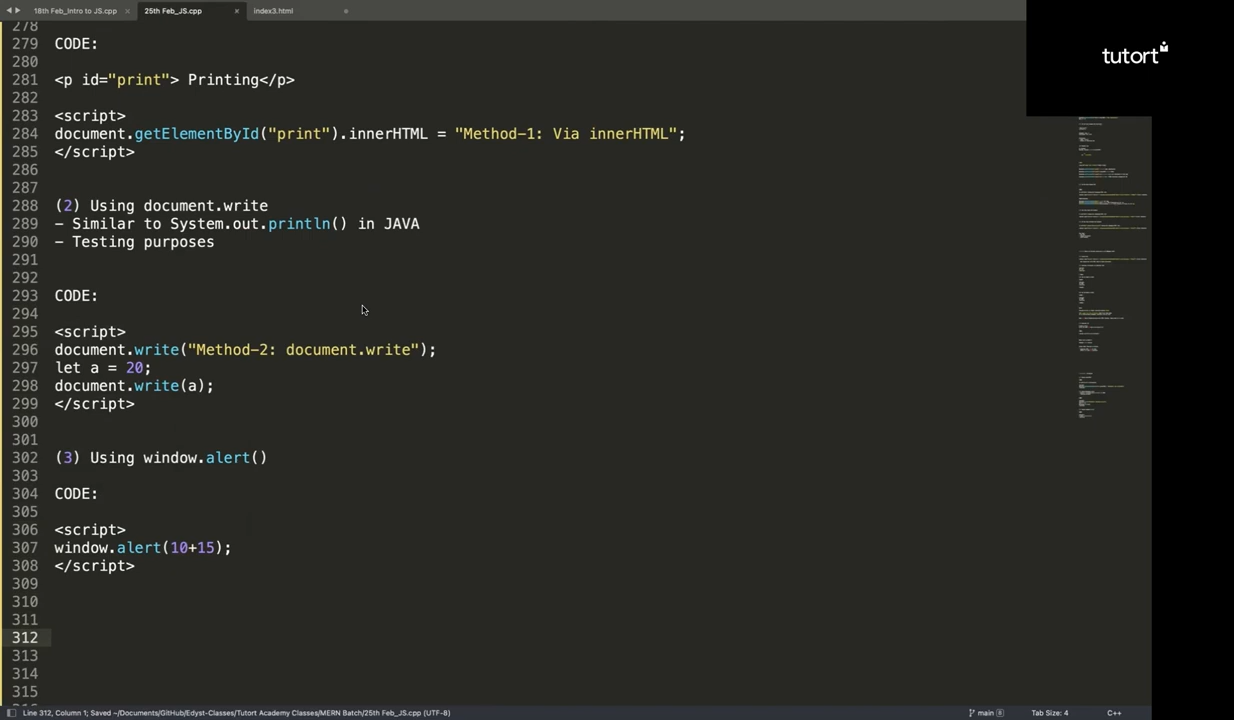 18th Feb_Intro to JS.cpp
25th Feb_JS.cpp
index3.html
tutort
278
279 CODE:
280
281 <p id="print"> Printing</p>
282
283 <script>
284 document.getElementById("print").innerHTML = "Method-1: Via innerHTML";
285 </script>
286
287
288 (2) Using document.write
289 - Similar to System.out.println() in JAVA
290 - Testing purposes
291
292
293 CODE:
294
295 <script>
296 document.write("Method-2: document.write");
297 let a = 20;
298 document.write(a);
299 </script>
300
301
302 (3) Using window.alert()
303
304 CODE:
305
306 <script>
307 window.alert(10+15);
308 </script>
309
310
311
312
313
314
315
Line 312, Column 1; Saved ~/Documents/GitHub/Edyst-Classes/Tutort Academy Classes/MERN Batch/25th Feb_JS.cpp (UTF-8)
main
Tab Size: 4
C++